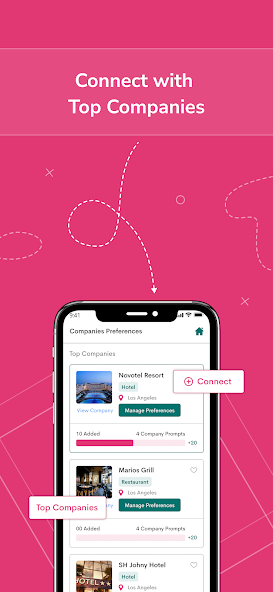 Connect with
Top Companies
9:41
Companies Preferences
Top Companies
Novotel Resort
Hotel
Connect
Los Angeles
View Company
Manage Preferences
10 Added
4 Company Prompts
+20
Marios Grill
Restaurent
Los Angeles
Manage Preferences
Top Companies
00 Added
4 Company Prompts
+20
SH Johny Hotel
Hotel
Los Angeles
HOTEL